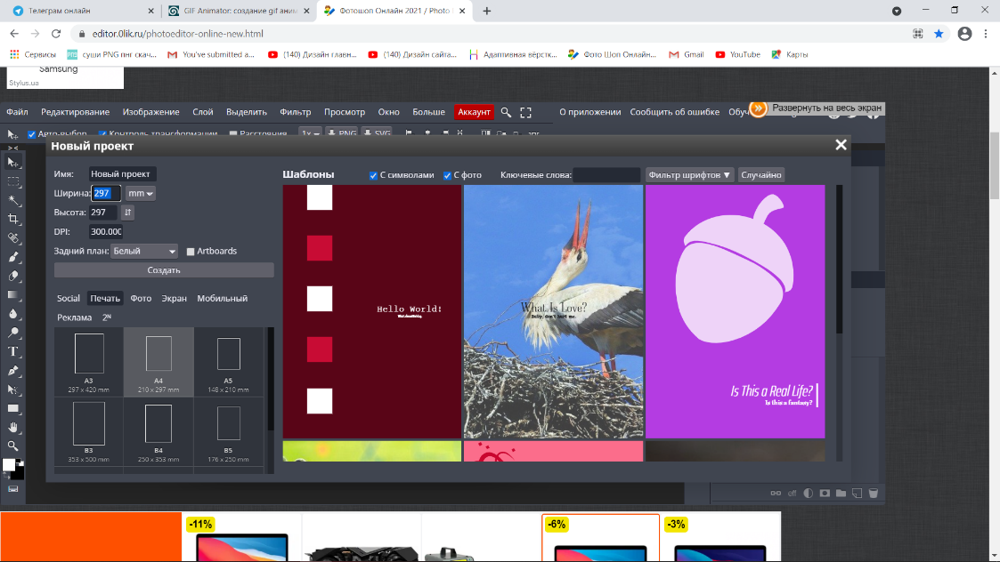 Телеграм онлайн
GIF Animator: создание gif аним
Фотошоп Онлайн 2021 / Photo
editor.0lik.ru/photoeditor-online-new.html
Сервисы
суши PNG пнг скач...
You've submitted a...
(140) Дизайн главн...
(140) Дизайн сайта...
Адаптивная вёрстк...
Фото Шоп Онлайн...
Gmail
YouTube
Карты
Samsung
Stylus.ua
Файл Редактирование Изображение Слой Выделить Фильтр Просмотр Окно Больше Аккаунт
О приложении Сообщить об ошибке Обуч
Развернуть на весь экран
Авто-выбор Контроль трансформации Расстояния 1x PNG SVG
Новый проект
Имя: Новый проект
Ширина: 297 mm
Высота: 297
DPI: 300.000
Задний план: Белый Artboards
Создать
Social Печать Фото Экран Мобильный
Реклама 2ᴺ
A3
297 x 420 mm
A4
210 x 297 mm
A5
148 x 210 mm
B3
353 x 500 mm
B4
250 x 353 mm
B5
176 x 250 mm
Шаблоны С символами С фото Ключевые слова: Фильтр шрифтов ▼ Случайно
Hello World!
What Is Love?
Baby, don't hurt me.
Is This a Real Life?
Is this a fantasy?
eff
-11%
-6%
-3%